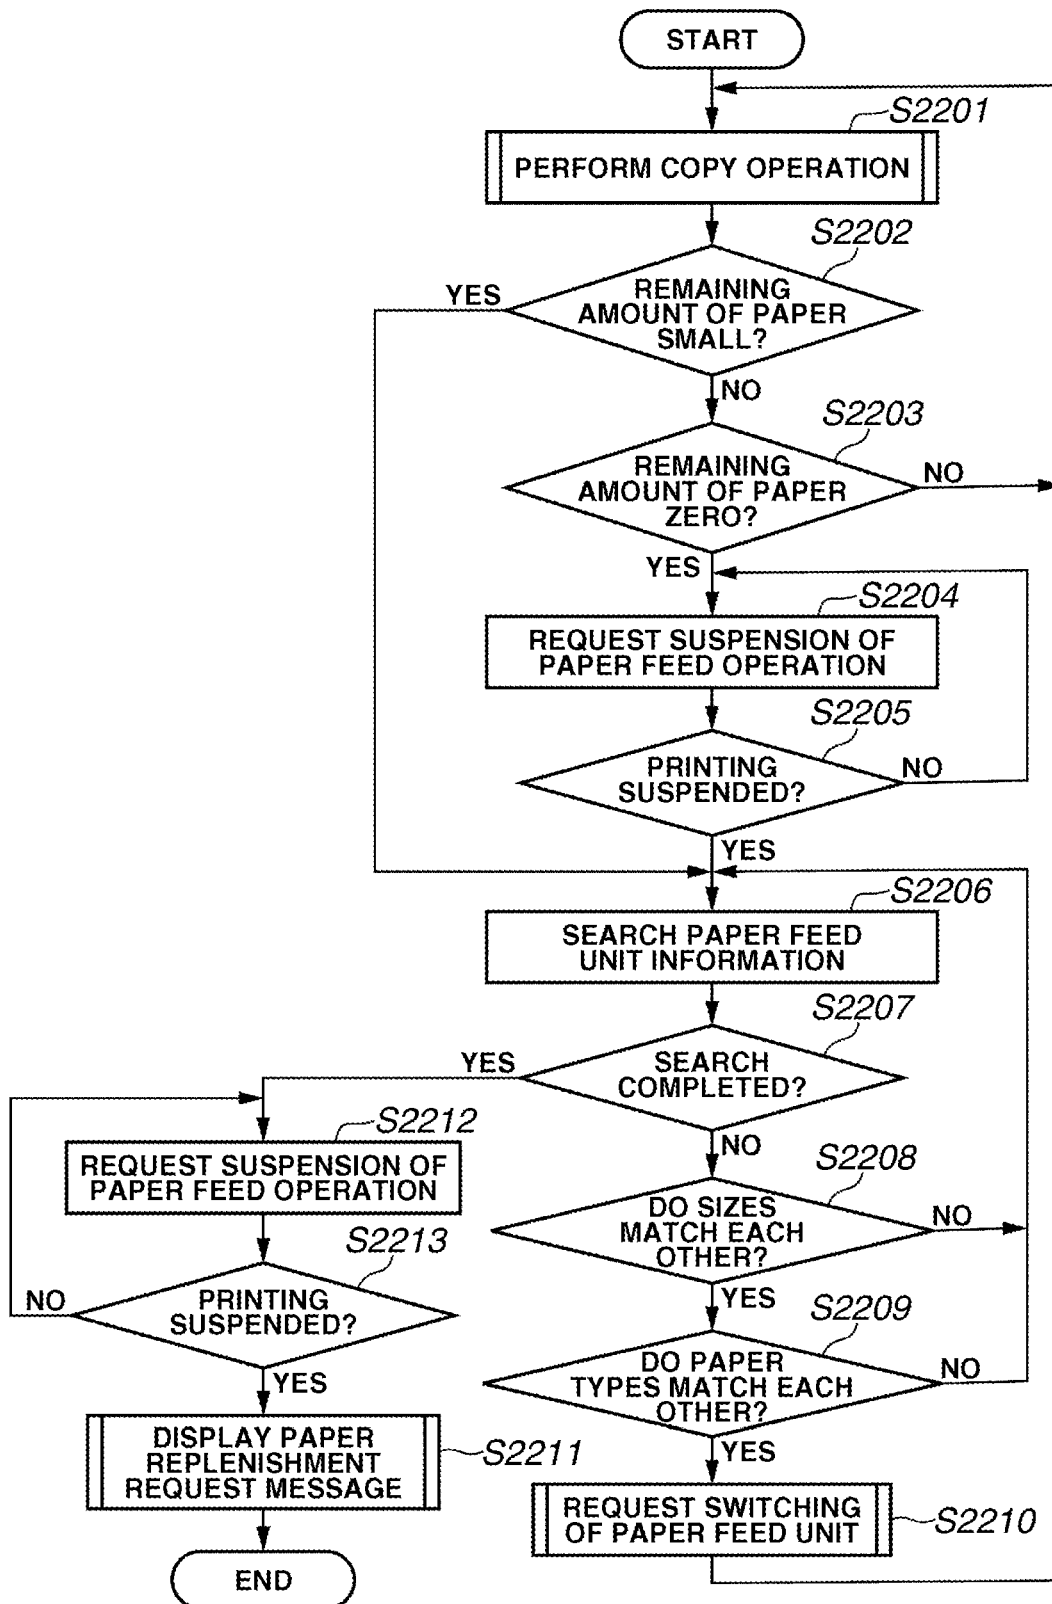 START
S2201
PERFORM COPY OPERATION
S2202
YES
REMAINING
AMOUNT OF PAPER
SMALL?
NO
S2203
REMAINING
AMOUNT OF PAPER
ZERO?
NO
YES
S2204
REQUEST SUSPENSION OF
PAPER FEED OPERATION
S2205
PRINTING
SUSPENDED?
NO
YES
S2206
SEARCH PAPER FEED
UNIT INFORMATION
S2207
YES
SEARCH
COMPLETED?
NO
S2212
REQUEST SUSPENSION OF
PAPER FEED OPERATION
S2208
DO SIZES
MATCH EACH
OTHER?
NO
YES
S2213
NO
PRINTING
SUSPENDED?
YES
S2209
DO PAPER
TYPES MATCH EACH
OTHER?
NO
YES
DISPLAY PAPER
REPLENISHMENT
REQUEST MESSAGE
S2211
REQUEST SWITCHING
OF PAPER FEED UNIT
S2210
END